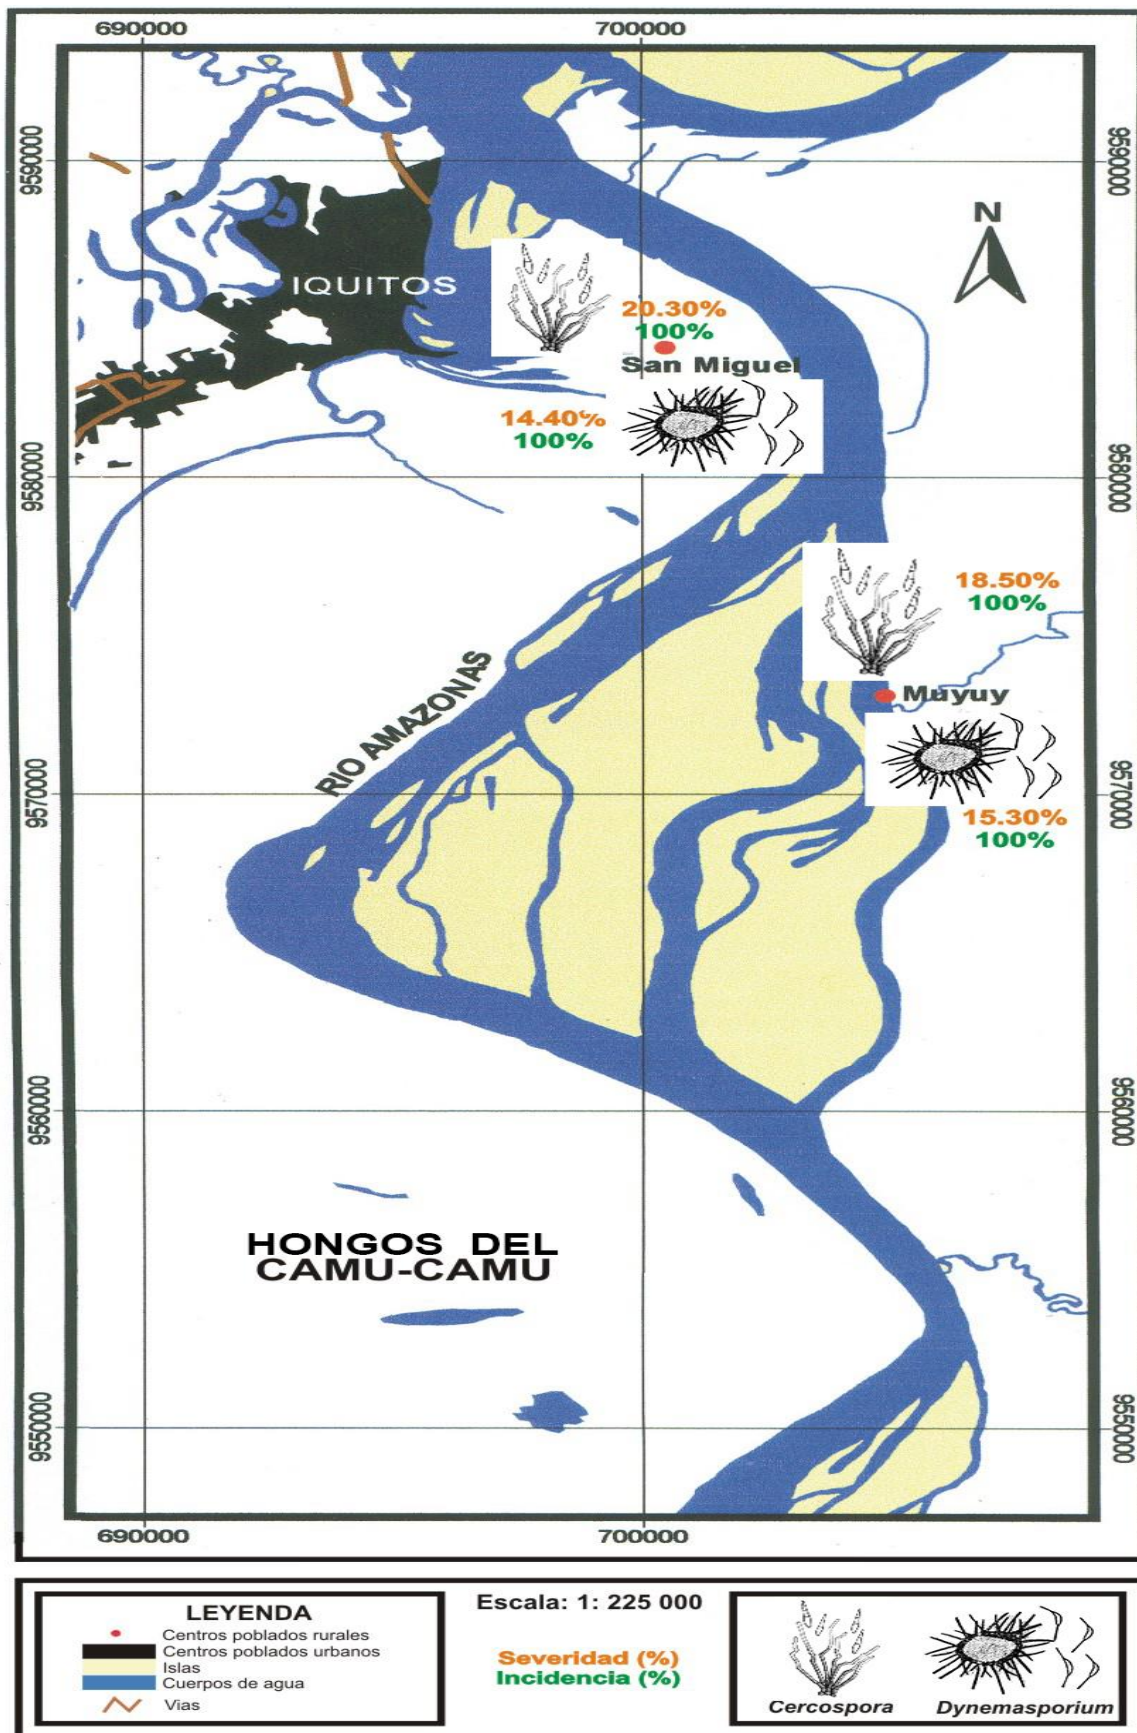 690000
700000
9590000
9590000
N
IQUITOS
20.30%
100%
San Miguel
14.40%
100%
9580000
9580000
18.50%
100%
Muyuy
RIO AMAZONAS
9570000
9570000
15.30%
100%
9560000
9560000
HONGOS DEL
CAMU-CAMU
9550000
9550000
690000
700000
LEYENDA
Centros poblados rurales
Centros poblados urbanos
Islas
Cuerpos de agua
Vias
Escala: 1: 225 000
Severidad (%)
Incidencia (%)
Cercospora
Dynemasporium